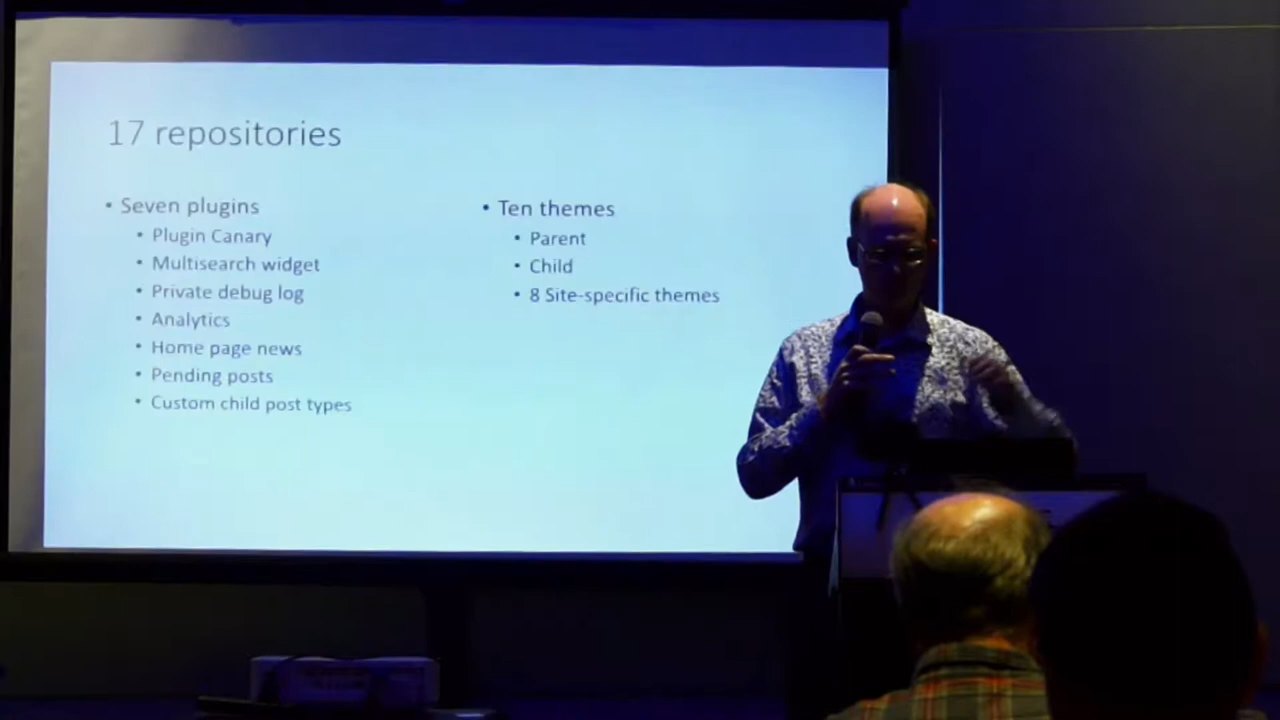 17 repositories
• Seven plugins
• Plugin Canary
• Multisearch widget
• Private debug log
• Analytics
• Home page news
• Pending posts
• Custom child post types
• Ten themes
• Parent
• Child
• 8 Site-specific themes